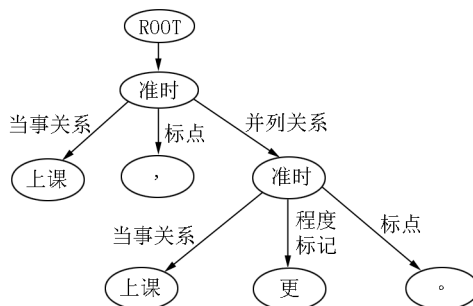 ROOT
准时
当事关系
标点
并列关系
上课
，
准时
当事关系
程度
标记
标点
上课
更
。